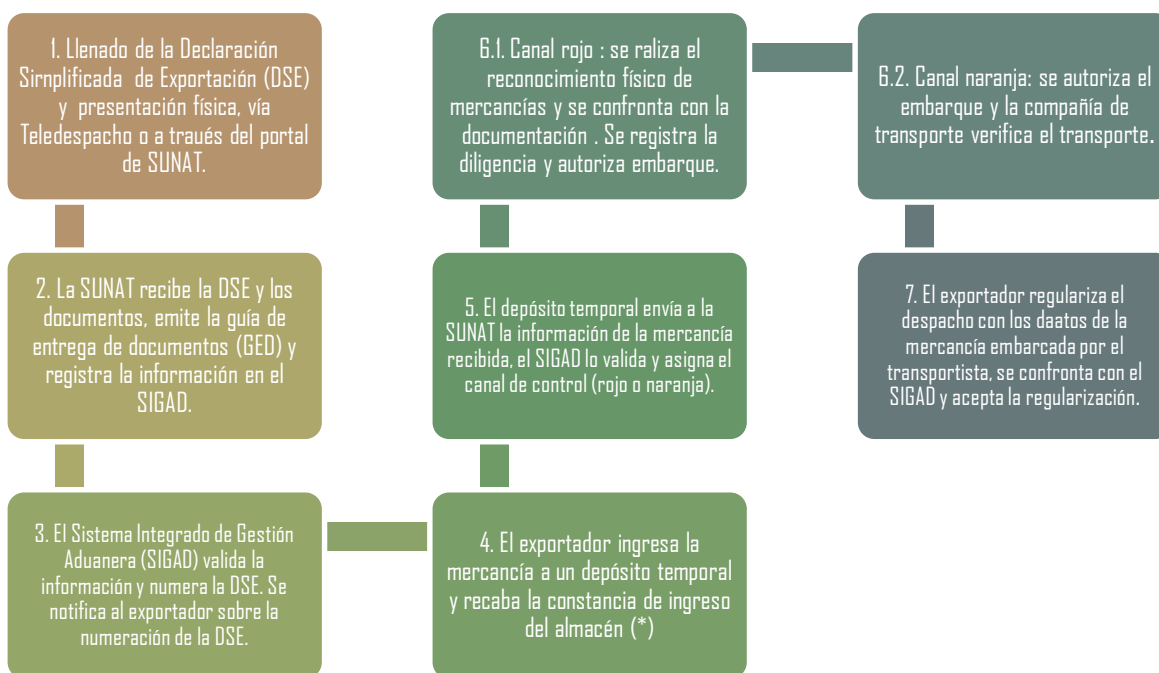 1. Llenado de la Declaración
Sirnplificada de Exportación (DSE)
y presentación física, vía
Teledespacho o a trauués del portal
de SUNAT.
2. La SUNAT recibe la DSE y los
documentos, emite la guía de
entrega de documentos (GED) y
registra la información en el
SIGAD.
3. El Sistema Integrado de Gestión
Aduanera (SIGAD) valida la
información y numera la DSE. Se
notifica al exportador sobre la
numeración de la DSE.
4. El exportador ingresa la
mercancía a un depósito temporal
y recaba la constancia de ingreso
del almacén (*)
5. El depósito temporal envía a la
SUNAT la información de la mercancía
recibida, el SIGAD lo valida y asigna el
canal de control (rojo o naranja).
6.1. Canal rojo : se raliza el
reconocimiento físico de
mercancías y se confronta con la
documentación . Se registra la
diligencia y autoriza embarque.
6.2. Canal naranja: se autoriza el
embarque y la compañía de
transporte verifica el transporte.
7. El exportador regulariza el
despacho con los daatos de la
mercancía embarcada por el
transportista, se confronta con el
SIGAD y acepta la regularización.